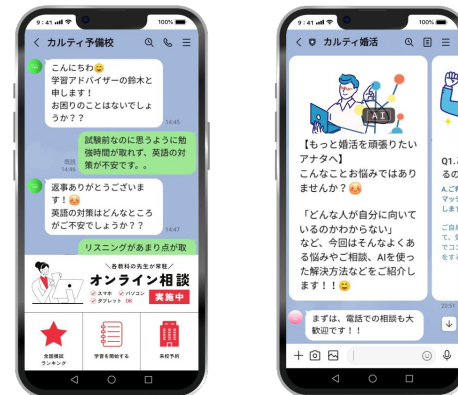 9:41
100%
カルティ予備校
こんにちわ😄
学習アドバイザーの鈴木と
申します！
お困りのことはないでしょ
うか？？
14:45
試験前なのに思うように勉
強時間が取れず、英語の対
策が不安です。。
既読
14:46
返事ありがとうございま
す！😄
英語の対策はどんなところ
がご不安でしょうか？？
14:47
リスニングがあまり点が取
＼各教科の先生が常駐／
オンライン相談
スマホ パソコン
タブレット OK
実施中
全国模試
ランキング
学習を開始する
来校予約
9:41
100%
カルティ婚活
AI
【もっと婚活を頑張りたい
アナタへ】
こんなことお悩みではあり
ませんか？😄
「どんな人が自分に向いて
いるのかわからない」
など、今回はそんなよくあ
る悩みやご相談、AIを使っ
た解決方法などをご紹介し
ます！！😄
まずは、電話での相談も大
歓迎です！！
るの
マッチ
します
20:51